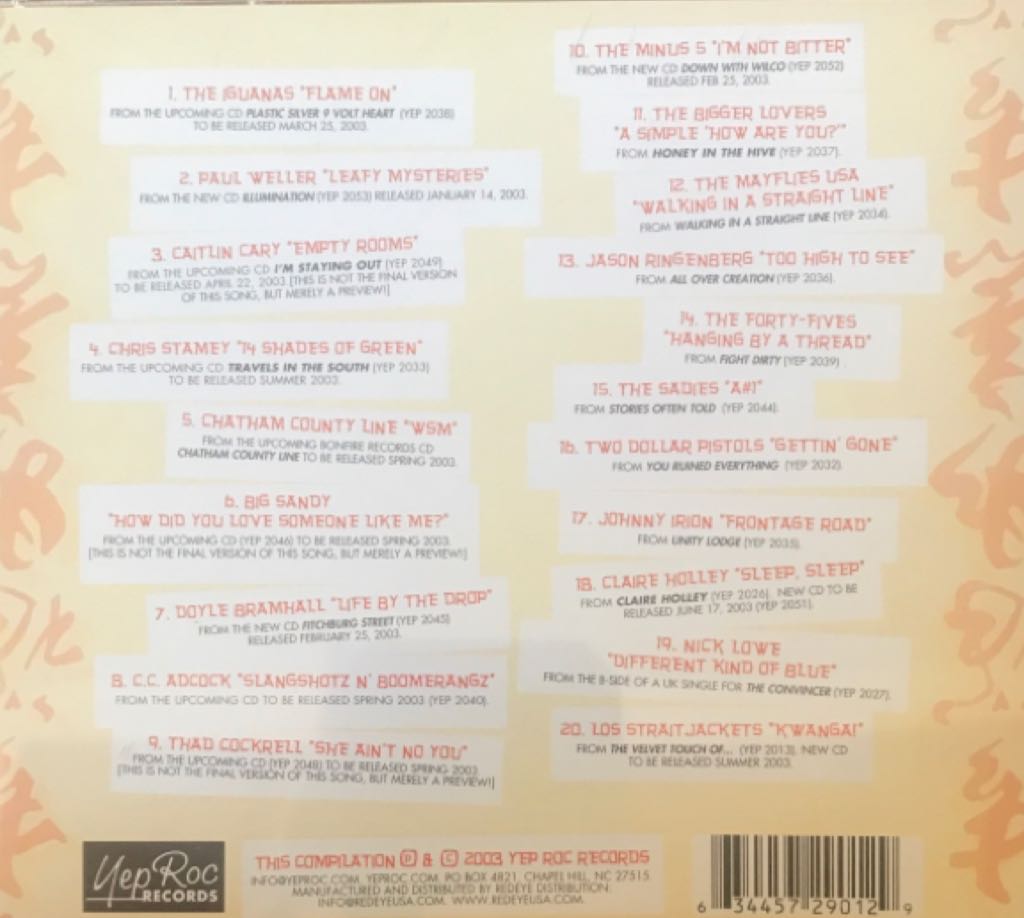 1. THE IGUANAS "FLAME ON"
FROM THE UPCOMING CD PLASTIC SILVER 9 VOLT HEART (YEP 2038)
TO BE RELEASED MARCH 25, 2003.
2. PAUL WELLER "LEAFY MYSTERIES"
FROM THE NEW CD ILLUMINATION (YEP 2053) RELEASED JANUARY 14, 2003.
3. CAITLIN CARY "EMPTY ROOMS"
FROM THE UPCOMING CD I'M STAYING OUT (YEP 2049)
TO BE RELEASED APRIL 22, 2003 [THIS IS NOT THE FINAL VERSION
OF THIS SONG, BUT MERELY A PREVIEW!]
4. CHRIS STAMEY "14 SHADES OF GREEN"
FROM THE UPCOMING CD TRAVELS IN THE SOUTH (YEP 2033)
TO BE RELEASED SUMMER 2003.
5. CHATHAM COUNTY LINE "WSM"
FROM THE UPCOMING BONFIRE RECORDS CD
CHATHAM COUNTY LINE TO BE RELEASED SPRING 2003.
6. BIG SANDY
"HOW DID YOU LOVE SOMEONE LIKE ME?"
FROM THE UPCOMING CD (YEP 2046) TO BE RELEASED SPRING 2003.
[THIS IS NOT THE FINAL VERSION OF THIS SONG, BUT MERELY A PREVIEW!]
7. DOYLE BRAMHALL "LIFE BY THE DROP"
FROM THE NEW CD FITCHBURG STREET (YEP 2045)
RELEASED FEBRUARY 25, 2003.
8. C.C. ADCOCK "SLANGSHOTZ N' BOOMERANGZ"
FROM THE UPCOMING CD TO BE RELEASED SPRING 2003 (YEP 2040).
9. THAD COCKRELL "SHE AIN'T NO YOU"
FROM THE UPCOMING CD (YEP 2048) TO BE RELEASED SPRING 2003
[THIS IS NOT THE FINAL VERSION OF THIS SONG, BUT MERELY A PREVIEW!]
10. THE MINUS 5 "I'M NOT BITTER"
FROM THE NEW CD DOWN WITH WILCO (YEP 2052)
RELEASED FEB 25, 2003.
11. THE BIGGER LOVERS
"A SIMPLE 'HOW ARE YOU?'"
FROM HONEY IN THE HIVE (YEP 2037).
12. THE MAYFLIES USA
"WALKING IN A STRAIGHT LINE"
FROM WALKING IN A STRAIGHT LINE (YEP 2034).
13. JASON RINGENBERG "TOO HIGH TO SEE"
FROM ALL OVER CREATION (YEP 2036).
14. THE FORTY-FIVES
"HANGING BY A THREAD"
FROM FIGHT DIRTY (YEP 2039) .
15. THE SADIES "A#1"
FROM STORIES OFTEN TOLD (YEP 2044).
16. TWO DOLLAR PISTOLS "GETTIN' GONE"
FROM YOU RUINED EVERYTHING (YEP 2032).
17. JOHNNY IRION "FRONTAGE ROAD"
FROM UNITY LODGE (YEP 2035).
18. CLAIRE HOLLEY "SLEEP, SLEEP"
FROM CLAIRE HOLLEY (YEP 2026). NEW CD TO BE
RELEASED JUNE 17, 2003 (YEP 2051).
19. NICK LOWE
"DIFFERENT KIND OF BLUE"
FROM THE B-SIDE OF A UK SINGLE FOR THE CONVINCER (YEP 2027).
20. LOS STRAITJACKETS "KWANGA!"
FROM THE VELVET TOUCH OF... (YEP 2013). NEW CD
TO BE RELEASED SUMMER 2003.
Yep Roc
RECORDS
THIS COMPILATION ℗ & © 2003 YEP ROC RECORDS
INFO@YEPROC.COM. YEPROC.COM. PO BOX 4821, CHAPEL HILL, NC 27515.
MANUFACTURED AND DISTRIBUTED BY REDEYE DISTRIBUTION.
INFO@REDEYEUSA.COM. WWW.REDEYEUSA.COM.
6 34457 29012 9